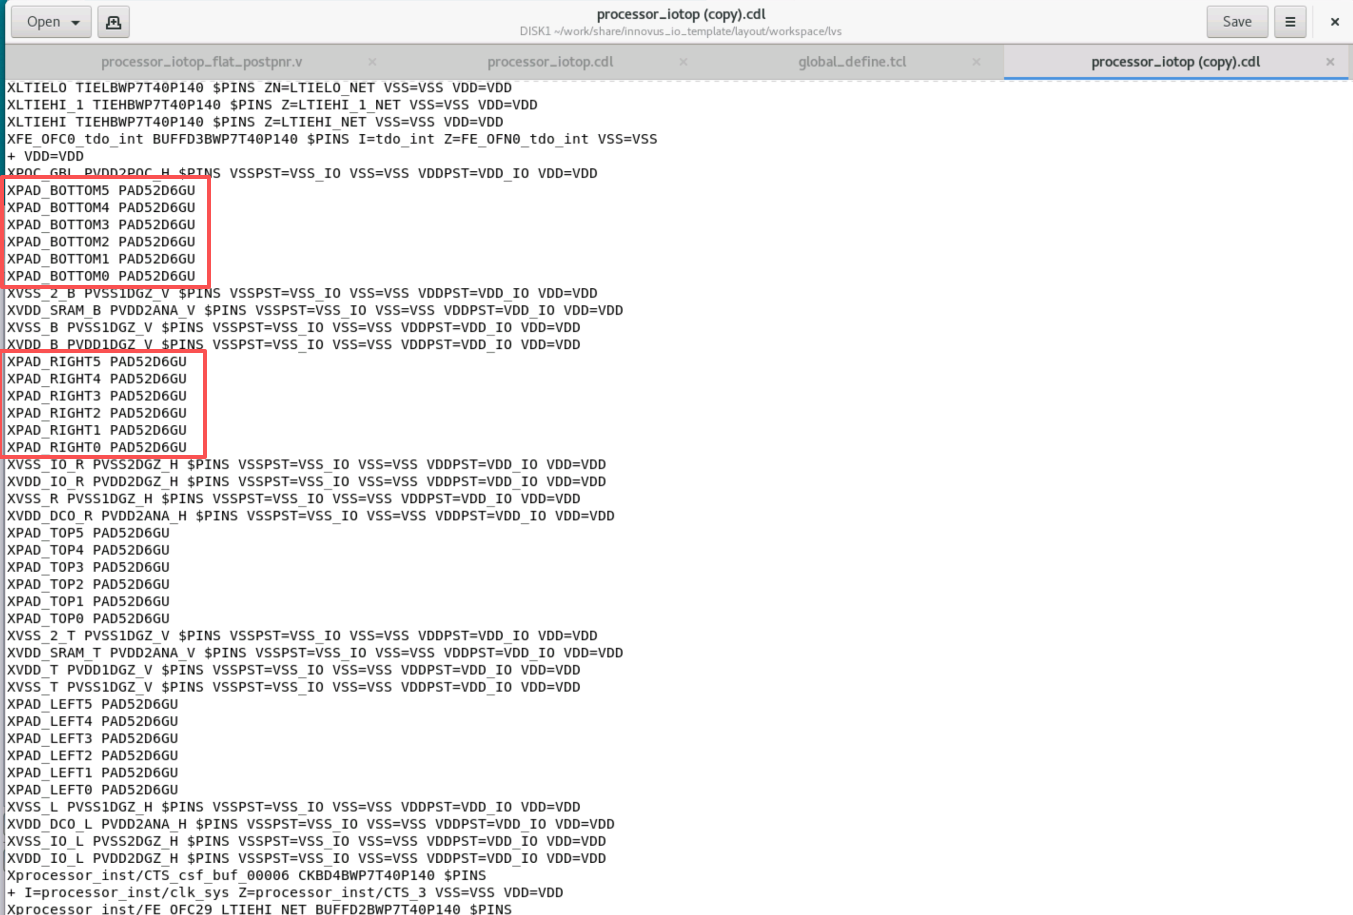 Open
processor_iotop (copy).cdl
DISK1 ~/work/share/innovus_io_template/layout/workspace/lvs
Save
processor_iotop_flat_postpnr.v
processor_iotop.cdl
global_define.tcl
processor_iotop (copy).cdl
XLTIELO TIELBWP7T40P140 $PINS ZN=LTIELO_NET VSS=VSS VDD=VDD
XLTIEHI_1 TIEHBWP7T40P140 $PINS Z=LTIEHI_1_NET VSS=VSS VDD=VDD
XLTIEHI TIEHBWP7T40P140 $PINS Z=LTIEHI_NET VSS=VSS VDD=VDD
XFE_OFC0_tdo_int BUFFD3BWP7T40P140 $PINS I=tdo_int Z=FE_OFN0_tdo_int VSS=VSS
+ VDD=VDD
XPOC_GBL PVDD2POC_H $PINS VSSPST=VSS_IO VSS=VSS VDDPST=VDD_IO VDD=VDD
XPAD_BOTTOM5 PAD52D6GU
XPAD_BOTTOM4 PAD52D6GU
XPAD_BOTTOM3 PAD52D6GU
XPAD_BOTTOM2 PAD52D6GU
XPAD_BOTTOM1 PAD52D6GU
XPAD_BOTTOM0 PAD52D6GU
XVSS_2_B PVSS1DGZ_V $PINS VSSPST=VSS_IO VSS=VSS VDDPST=VDD_IO VDD=VDD
XVDD_SRAM_B PVDD2ANA_V $PINS VSSPST=VSS_IO VSS=VSS VDDPST=VDD_IO VDD=VDD
XVSS_B PVSS1DGZ_V $PINS VSSPST=VSS_IO VSS=VSS VDDPST=VDD_IO VDD=VDD
XVDD_B PVDD1DGZ_V $PINS VSSPST=VSS_IO VSS=VSS VDDPST=VDD_IO VDD=VDD
XPAD_RIGHT5 PAD52D6GU
XPAD_RIGHT4 PAD52D6GU
XPAD_RIGHT3 PAD52D6GU
XPAD_RIGHT2 PAD52D6GU
XPAD_RIGHT1 PAD52D6GU
XPAD_RIGHT0 PAD52D6GU
XVSS_IO_R PVSS2DGZ_H $PINS VSSPST=VSS_IO VSS=VSS VDDPST=VDD_IO VDD=VDD
XVDD_IO_R PVDD2DGZ_H $PINS VSSPST=VSS_IO VSS=VSS VDDPST=VDD_IO VDD=VDD
XVSS_R PVSS1DGZ_H $PINS VSSPST=VSS_IO VSS=VSS VDDPST=VDD_IO VDD=VDD
XVDD_DCO_R PVDD2ANA_H $PINS VSSPST=VSS_IO VSS=VSS VDDPST=VDD_IO VDD=VDD
XPAD_TOP5 PAD52D6GU
XPAD_TOP4 PAD52D6GU
XPAD_TOP3 PAD52D6GU
XPAD_TOP2 PAD52D6GU
XPAD_TOP1 PAD52D6GU
XPAD_TOP0 PAD52D6GU
XVSS_2_T PVSS1DGZ_V $PINS VSSPST=VSS_IO VSS=VSS VDDPST=VDD_IO VDD=VDD
XVDD_SRAM_T PVDD2ANA_V $PINS VSSPST=VSS_IO VSS=VSS VDDPST=VDD_IO VDD=VDD
XVDD_T PVDD1DGZ_V $PINS VSSPST=VSS_IO VSS=VSS VDDPST=VDD_IO VDD=VDD
XVSS_T PVSS1DGZ_V $PINS VSSPST=VSS_IO VSS=VSS VDDPST=VDD_IO VDD=VDD
XPAD_LEFT5 PAD52D6GU
XPAD_LEFT4 PAD52D6GU
XPAD_LEFT3 PAD52D6GU
XPAD_LEFT2 PAD52D6GU
XPAD_LEFT1 PAD52D6GU
XPAD_LEFT0 PAD52D6GU
XVSS_L PVSS1DGZ_H $PINS VSSPST=VSS_IO VSS=VSS VDDPST=VDD_IO VDD=VDD
XVDD_DCO_L PVDD2ANA_H $PINS VSSPST=VSS_IO VSS=VSS VDDPST=VDD_IO VDD=VDD
XVSS_IO_L PVSS2DGZ_H $PINS VSSPST=VSS_IO VSS=VSS VDDPST=VDD_IO VDD=VDD
XVDD_IO_L PVDD2DGZ_H $PINS VSSPST=VSS_IO VSS=VSS VDDPST=VDD_IO VDD=VDD
Xprocessor_inst/CTS_csf_buf_00006 CKBD4BWP7T40P140 $PINS
+ I=processor_inst/clk_sys Z=processor_inst/CTS_3 VSS=VSS VDD=VDD
Xprocessor_inst/FE_OFC29_LTIEHI_NET BUFFD2BWP7T40P140 $PINS